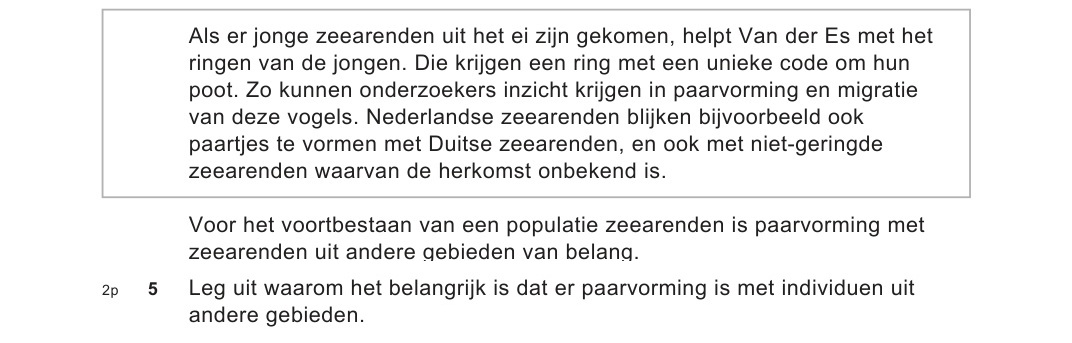 Als er jonge zeearenden uit het ei zijn gekomen, helpt Van der Es met het
ringen van de jongen. Die krijgen een ring met een unieke code om hun
poot. Zo kunnen onderzoekers inzicht krijgen in paarvorming en migratie
van deze vogels. Nederlandse zeearenden blijken bijvoorbeeld ook
paartjes te vormen met Duitse zeearenden, en ook met niet-geringde
zeearenden waarvan de herkomst onbekend is.
Voor het voortbestaan van een populatie zeearenden is paarvorming met
zeearenden uit andere gebieden van belang.
2p 5 Leg uit waarom het belangrijk is dat er paarvorming is met individuen uit
andere gebieden.